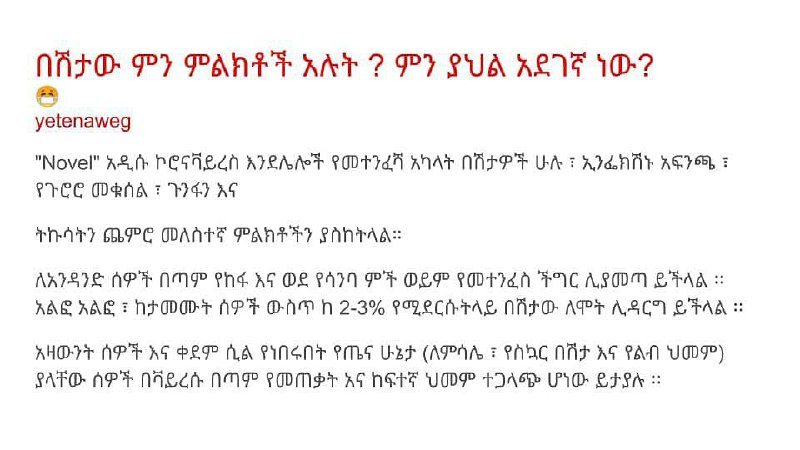 በሽታው ምን ምልክቶች አሉት ? ምን ያህል አደገኛ ነው?
😷
yetenaweg
"Novel" አዲሱ ኮሮናቫይረስ እንደሌሎች የመተንፈሻ አካላት በሽታዎች ሁሉ ፣ ኢንፌክሽኑ አፍንጫ ፣
የጉሮሮ መቁሰል ፣ ጉንፋን እና
ትኩሳትን ጨምሮ መለስተኛ ምልክቶችን ያስከትላል።
ለአንዳንድ ሰዎች በጣም የከፋ እና ወደ የሳንባ ምች ወይም የመተንፈስ ችግር ሊያመጣ ይችላል ፡፡
አልፎ አልፎ ፣ ከታመሙት ሰዎች ውስጥ ከ 2-3% የሚደርሱትላይ በሽታው ለሞት ሊዳርግ ይችላል ፡፡
አዛውንት ሰዎች እና ቀደም ሲል የነበሩበት የጤና ሁኔታ (ለምሳሌ ፣ የስኳር በሽታ እና የልብ ህመም)
ያላቸው ሰዎች በቫይረሱ በጣም የመጠቃት አና ከፍተኛ ህመም ተጋላጭ ሆነው ይታያሉ ፡፡